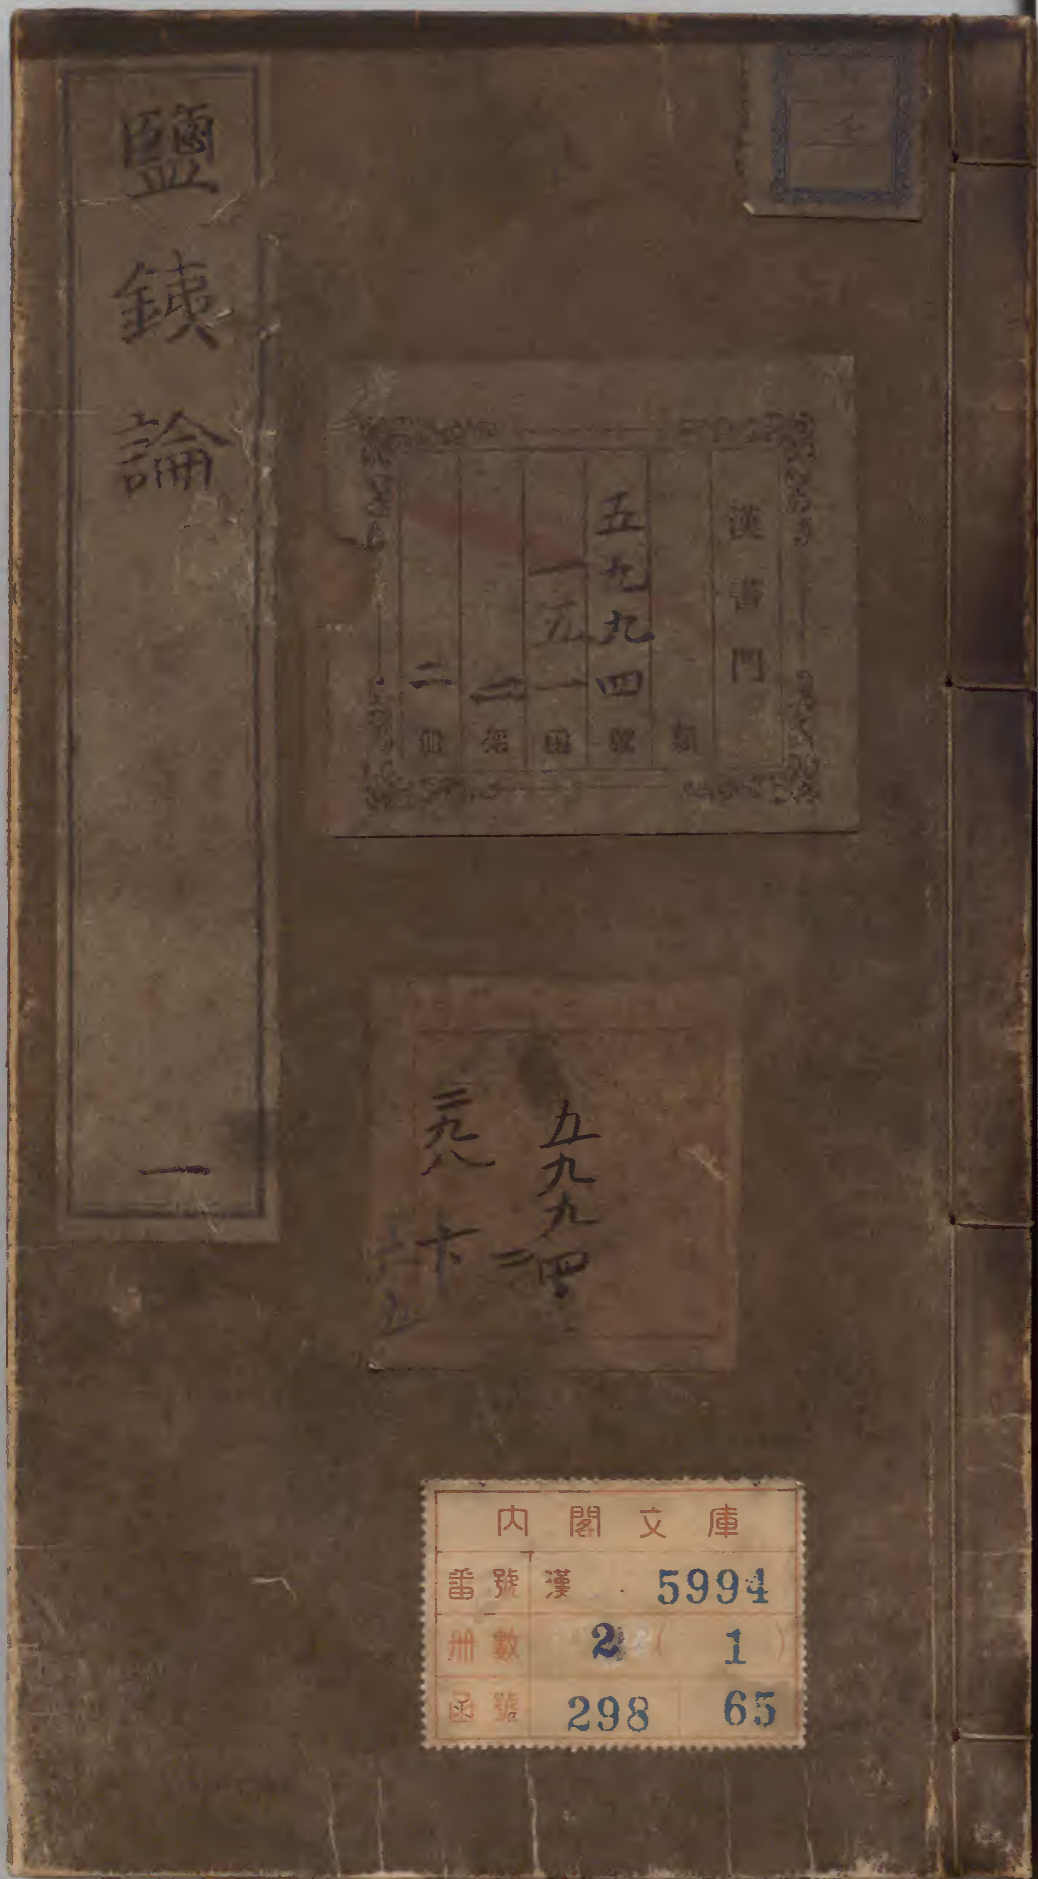 鹽銕論
一
漢書門
類
五九九四號
一五一函
二架
二冊
五九九四
二
二九八
內閣文庫
番號 漢 5994
冊數 2 ( 1 )
函號 298 65